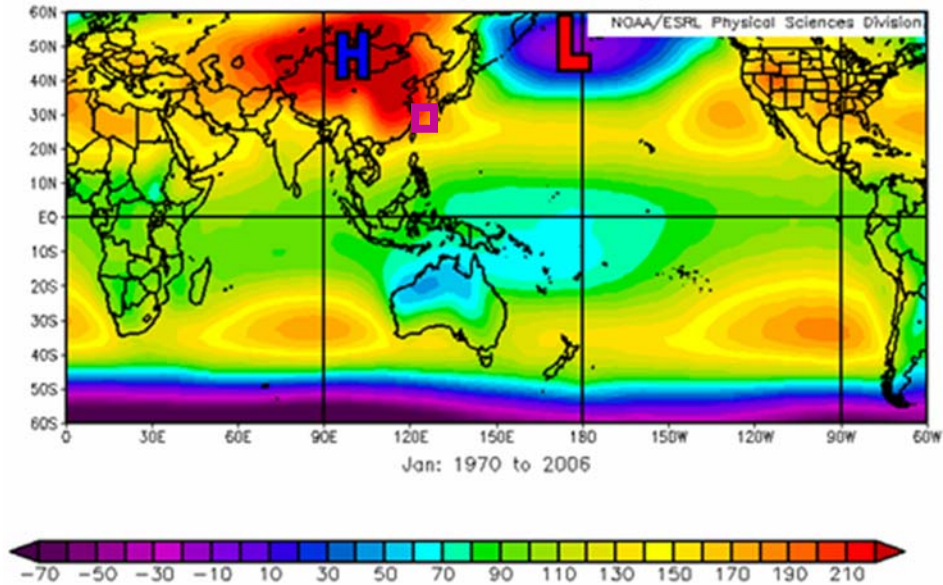 NOAA/ESRL Physical Sciences Division
60N
50N
40N
30N
20N
10N
EQ
10S
20S
30S
40S
50S
60S
H
L
0 30E 60E 90E 120E 150E 180 150W 120W 90W 60W
Jan: 1970 to 2006
-70 -50 -30 -10 10 30 50 70 90 110 130 150 170 190 210